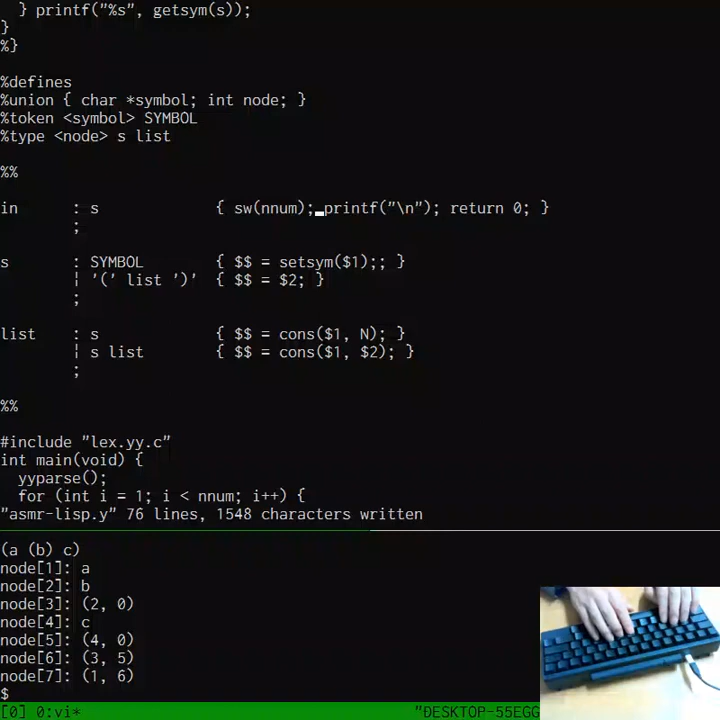 } printf("%s", getsym(s));
}
%}
%defines
%union { char *symbol; int node; }
%token <symbol> SYMBOL
%type <node> s list
%%
in : s { sw(nnum); printf("\n"); return 0; }
;
s : SYMBOL { $$ = setsym($1);; }
| '(' list ')' { $$ = $2; }
;
list : s { $$ = cons($1, N); }
| s list { $$ = cons($1, $2); }
;
%%
#include "lex.yy.c"
int main(void) {
yyparse();
for (int i = 1; i < nnum; i++) {
"asmr-lisp.y" 76 lines, 1548 characters written
(a (b) c)
node[1]: a
node[2]: b
node[3]: (2, 0)
node[4]: c
node[5]: (4, 0)
node[6]: (3, 5)
node[7]: (1, 6)
$
[0] 0:vi* "DESKTOP-55EGG